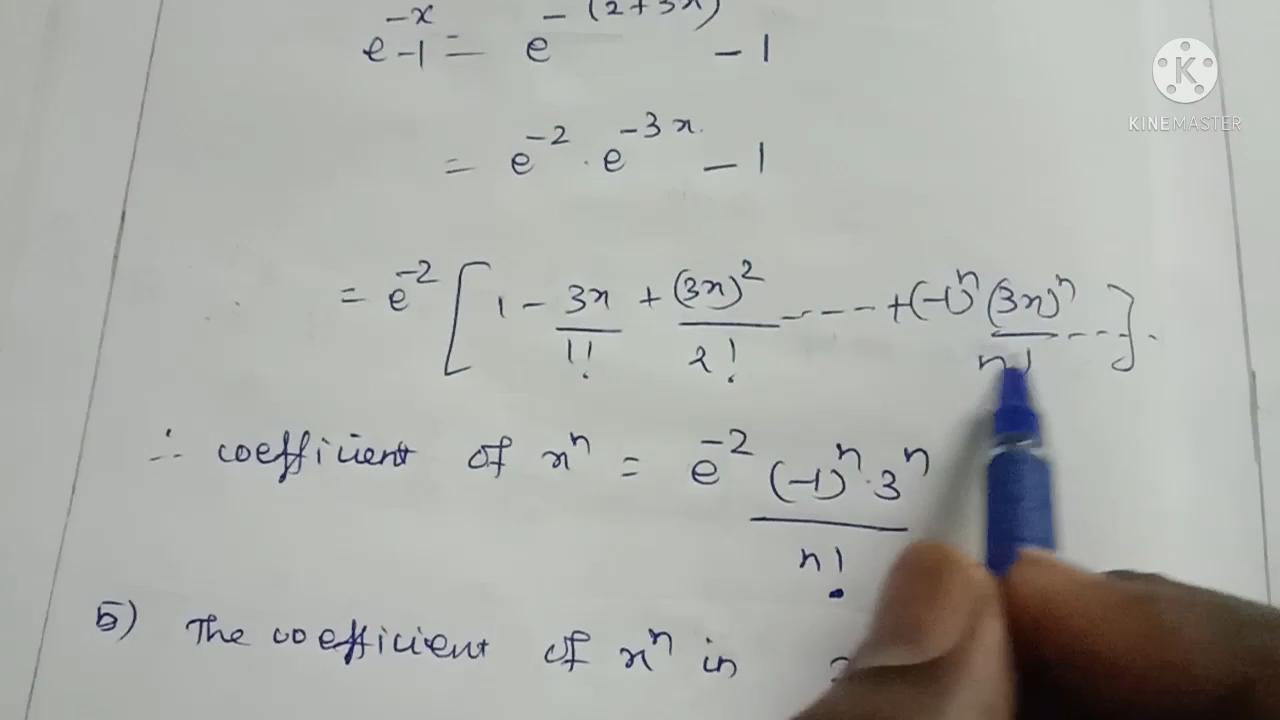 e^{-x} - 1 = e^{-(2+3x)} - 1
= e^{-2} · e^{-3x} - 1
= e^{-2} [ 1 - 3x/1! + (3x)^2/2! ---- + (-1)^n (3x)^n/n! --- ].
∴ coefficient of x^n = e^{-2} (-1)^n · 3^n / n!
5) The coefficient of x^n in
KINEMASTER